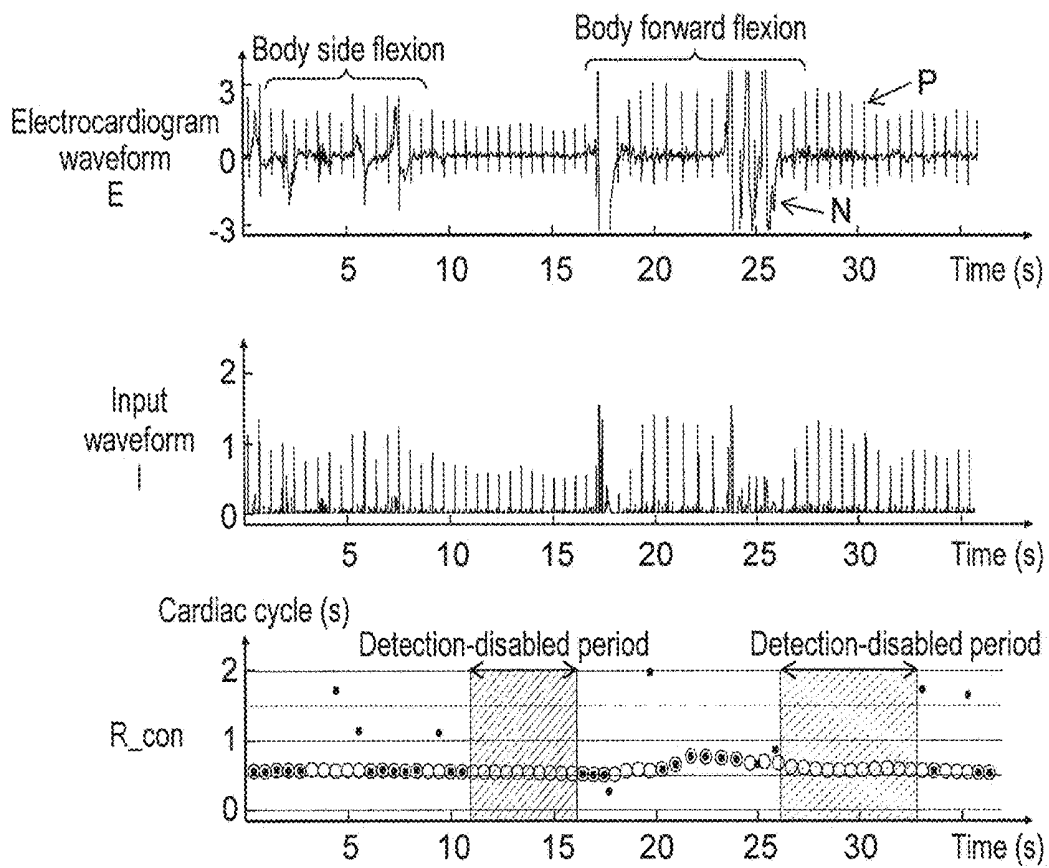 Body side flexion
Body forward flexion
P
3
Electrocardiogram
waveform
E
0
N
-3
5 10 15 20 25 30 Time (s)
2
Input
waveform
I
1
0
5 10 15 20 25 30 Time (s)
Cardiac cycle (s)
Detection-disabled period
Detection-disabled period
2
R_con
1
0
5 10 15 20 25 30 Time (s)